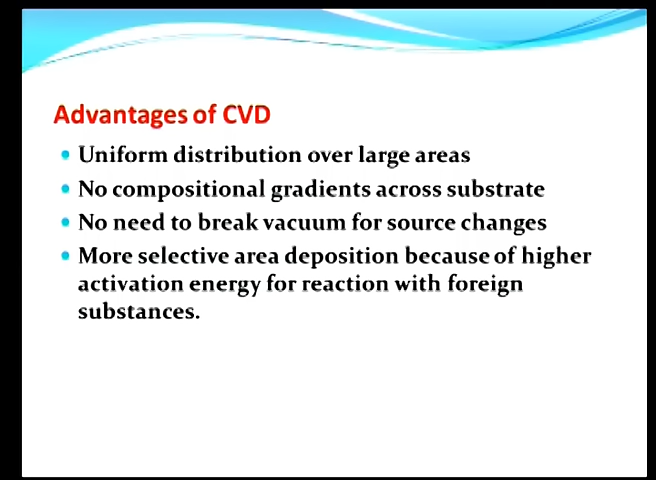 Advantages of CVD
• Uniform distribution over large areas
• No compositional gradients across substrate
• No need to break vacuum for source changes
• More selective area deposition because of higher
activation energy for reaction with foreign
substances.